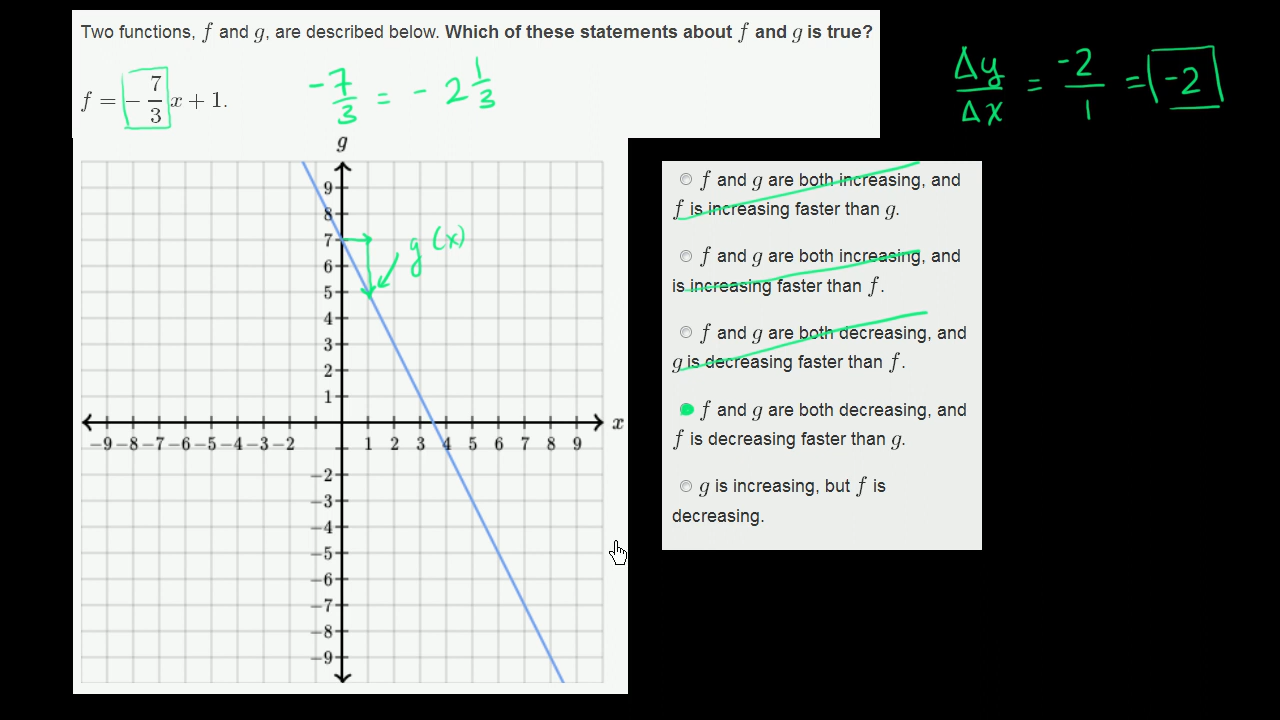 Two functions, f and g, are described below. Which of these statements about f and g is true?
f = -7/3 x + 1.
-7/3 = -2 1/3
Δy/Δx = -2/1 = -2
g
9
8
7
6
5
4
3
2
1
g(x)
-9 -8 -7 -6 -5 -4 -3 -2 1 2 3 4 5 6 7 8 9 x
-2
-3
-4
-5
-6
-7
-8
-9
f and g are both increasing, and
f is increasing faster than g.
f and g are both increasing, and
is increasing faster than f.
f and g are both decreasing, and
g is decreasing faster than f.
f and g are both decreasing, and
f is decreasing faster than g.
g is increasing, but f is
decreasing.